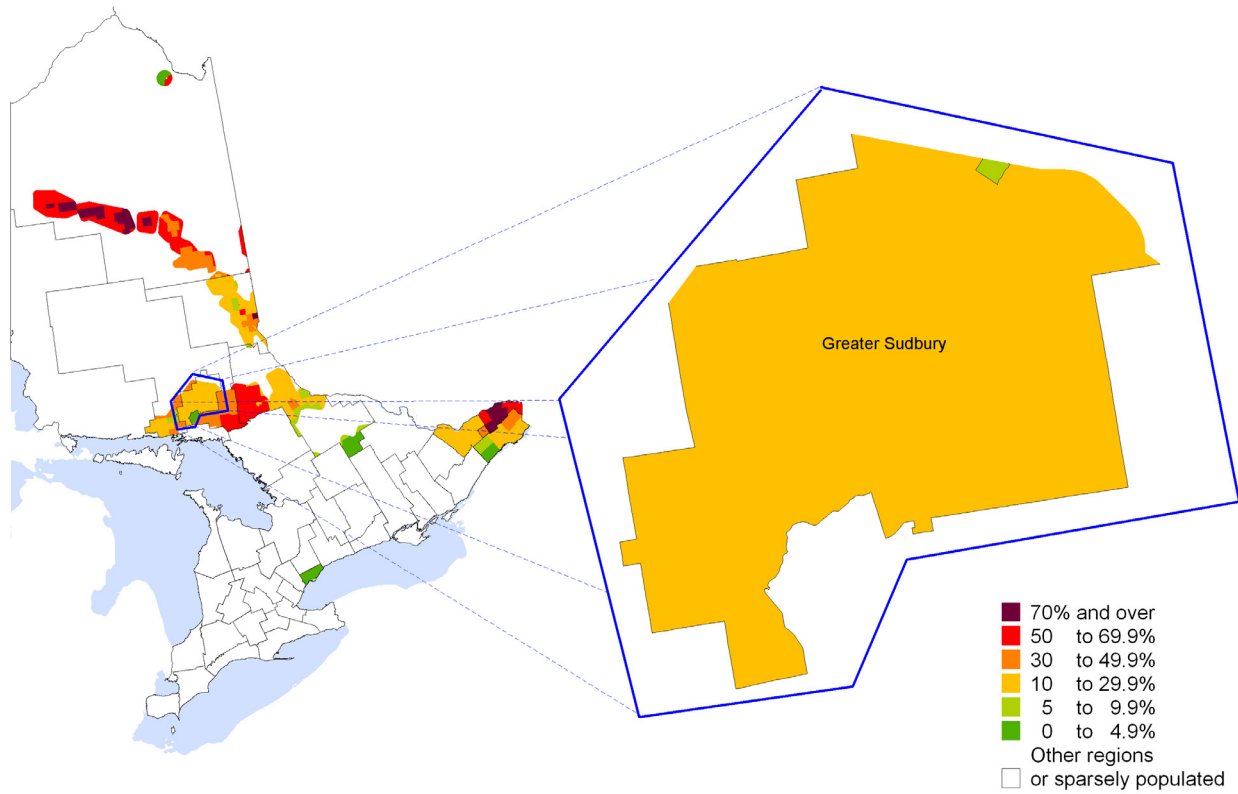 Greater Sudbury
70% and over
50 to 69.9%
30 to 49.9%
10 to 29.9%
5 to 9.9%
0 to 4.9%
Other regions
or sparsely populated